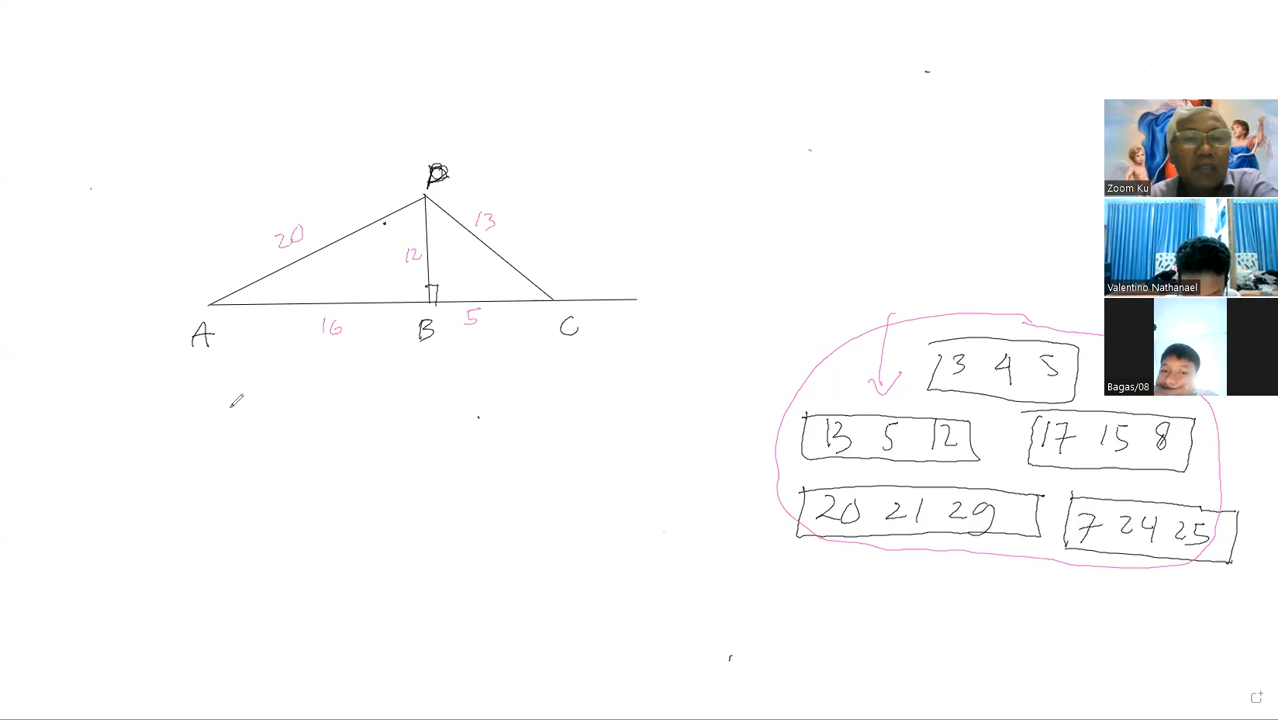 20
13
12
A
16
B
5
C
3 4 5
13 5 12
17 15 8
20 21 29
7 24 25
Zoom Ku
Valentino Nathanael
Bagas/08